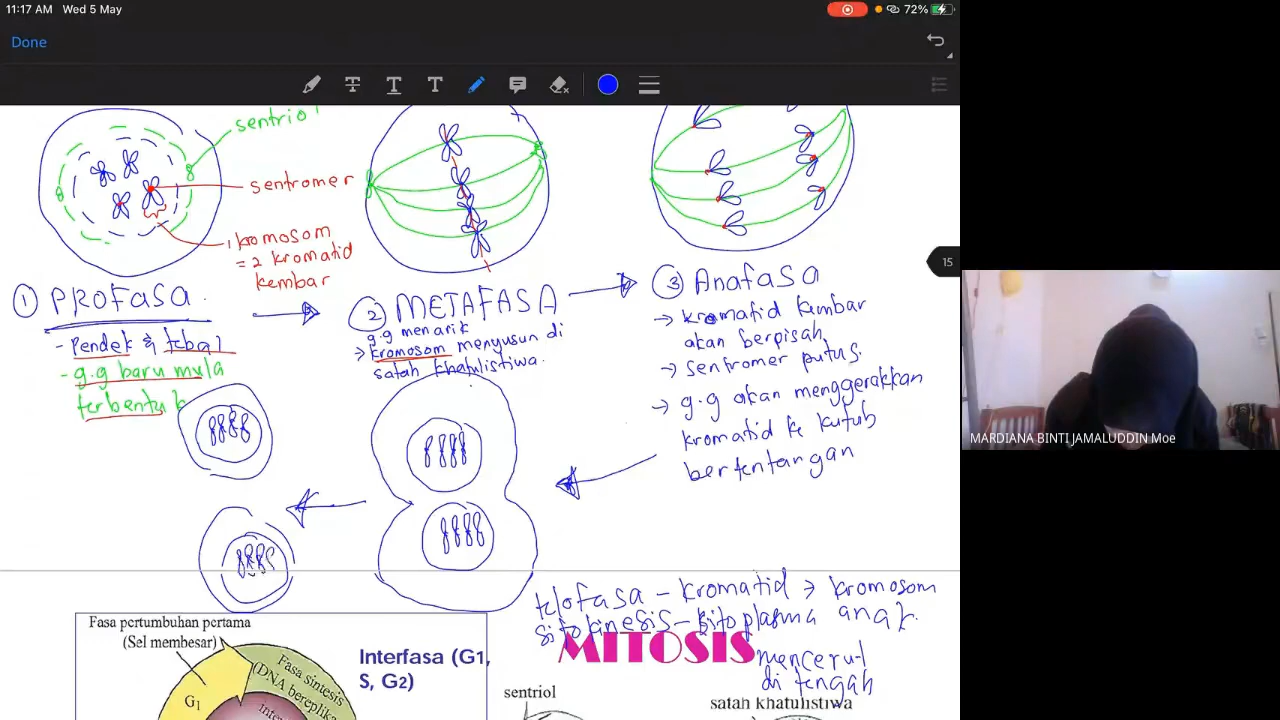 11:17 AM Wed 5 May
72%
Done
15
sentriol
sentromer
1 kromosom
= 2 kromatid
kembar
① PROFASA
- Pendek & tebal
- g.g baru mula
terbentuk
② METAFASA
g.g menarik
→ kromosom menyusun di
satah khatulistiwa.
③ Anafasa
→ kromatid kembar
akan berpisah
→ sentromer putus.
→ g.g akan menggerakkan
kromatid ke kutub
bertentangan
telofasa - kromatid → kromosom
anak.
sitokinesis - sitoplasma
mencerut
di tengah
MITOSIS
Fasa pertumbuhan pertama
(Sel membesar)
Fasa sintesis
(DNA bereplika
G1
Inte
Interfasa (G1,
S, G2)
sentriol
satah khatulistiwa
MARDIANA BINTI JAMALUDDIN Moe